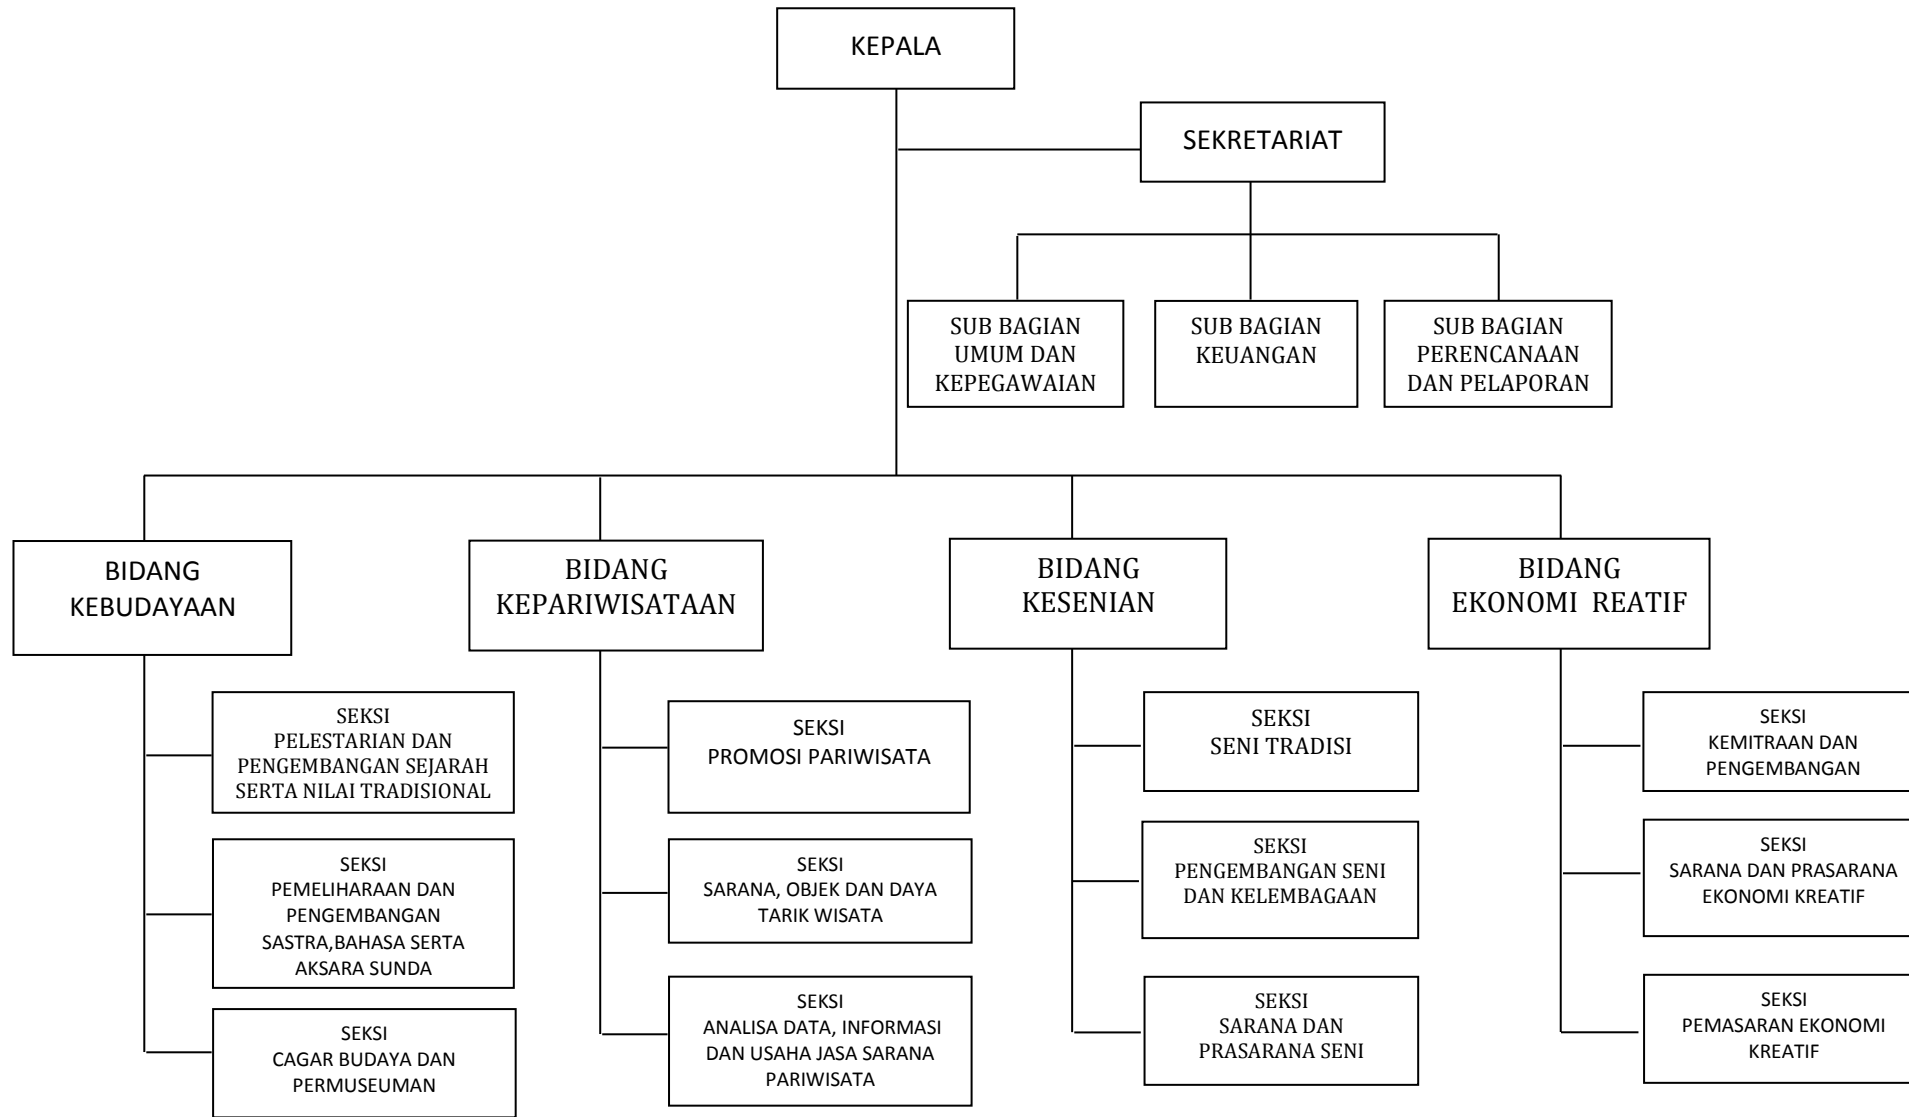 KEPALA
SEKRETARIAT
SUB BAGIAN
UMUM DAN
KEPEGAWAIAN
SUB BAGIAN
KEUANGAN
SUB BAGIAN
PERENCANAAN
DAN PELAPORAN
BIDANG
KEBUDAYAAN
BIDANG
KEPARIWISATAAN
BIDANG
KESENIAN
BIDANG
EKONOMI REATIF
SEKSI
PELESTARIAN DAN
PENGEMBANGAN SEJARAH
SERTA NILAI TRADISIONAL
SEKSI
PEMELIHARAAN DAN
PENGEMBANGAN
SASTRA,BAHASA SERTA
AKSARA SUNDA
SEKSI
CAGAR BUDAYA DAN
PERMUSEUMAN
SEKSI
PROMOSI PARIWISATA
SEKSI
SARANA, OBJEK DAN DAYA
TARIK WISATA
SEKSI
ANALISA DATA, INFORMASI
DAN USAHA JASA SARANA
PARIWISATA
SEKSI
SENI TRADISI
SEKSI
PENGEMBANGAN SENI
DAN KELEMBAGAAN
SEKSI
SARANA DAN
PRASARANA SENI
SEKSI
KEMITRAAN DAN
PENGEMBANGAN
SEKSI
SARANA DAN PRASARANA
EKONOMI KREATIF
SEKSI
PEMASARAN EKONOMI
KREATIF